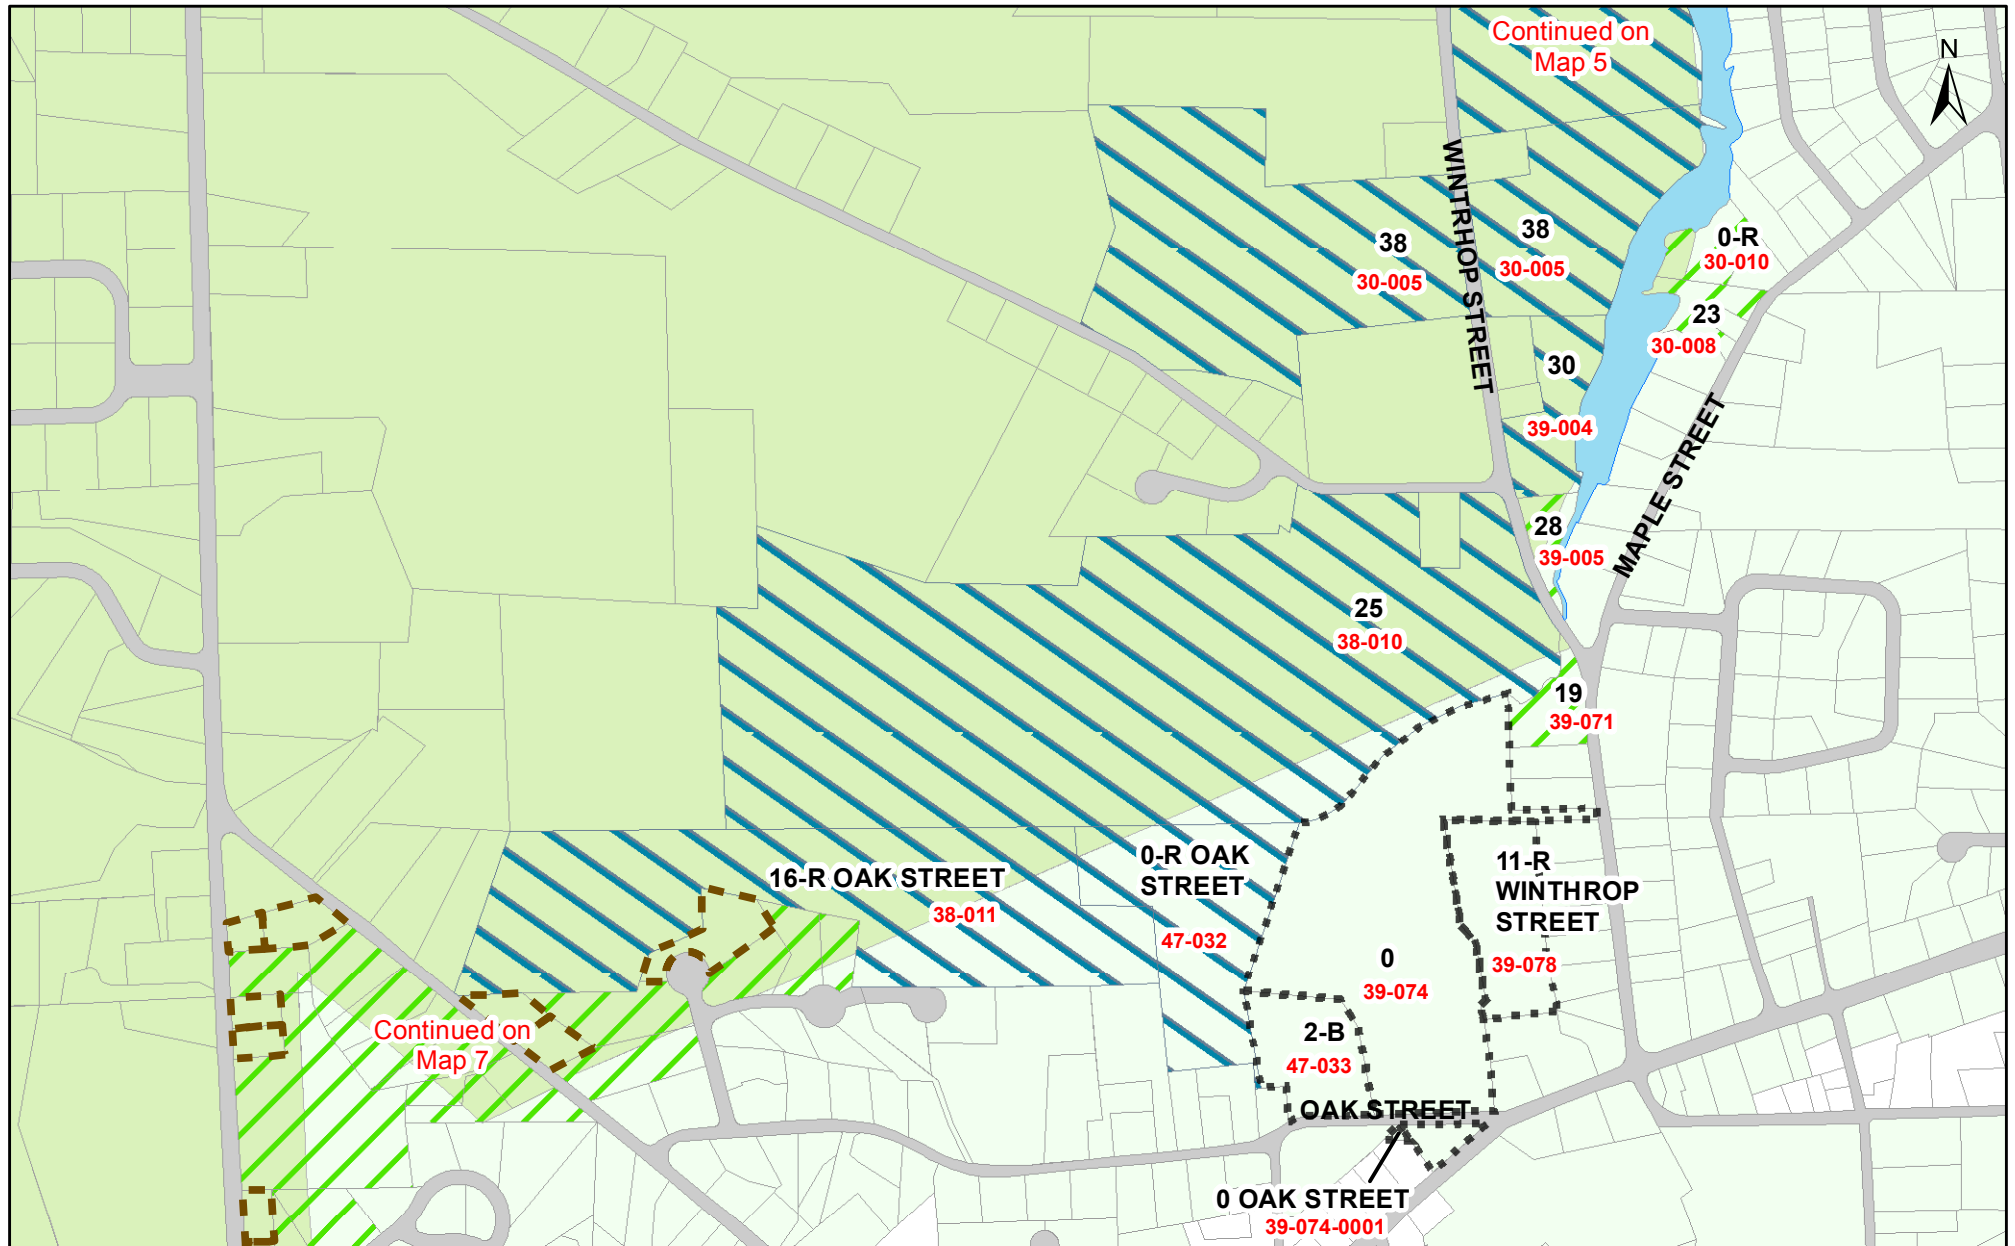 Continued on
Map 5
N
WINTRHOP STREET
38
30-005
38
30-005
0-R
30-010
23
30-008
30
39-004
MAPLE STREET
28
39-005
25
38-010
19
39-071
16-R OAK STREET
38-011
0-R OAK
STREET
47-032
11-R
WINTHROP
STREET
39-078
0
39-074
Continued on
Map 7
2-B
47-033
OAK STREET
0 OAK STREET
39-074-0001